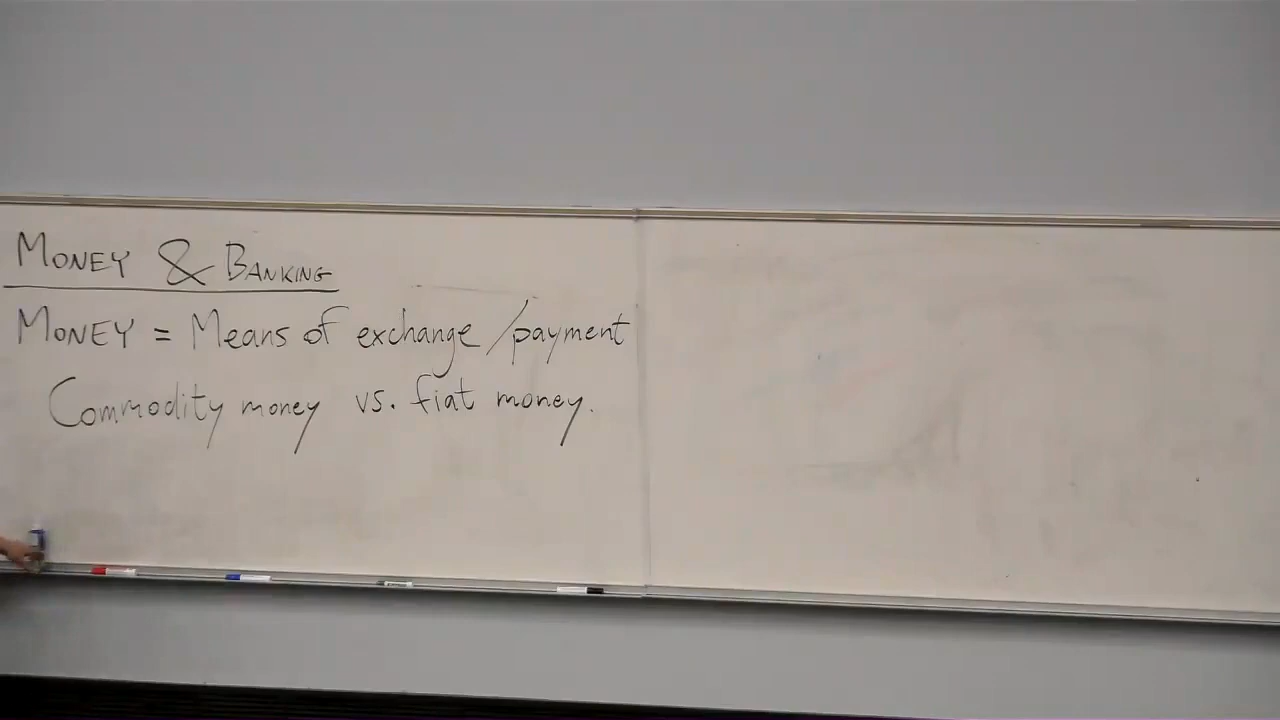 MONEY & BANKING
MONEY = Means of exchange/payment
Commodity money vs. fiat money.